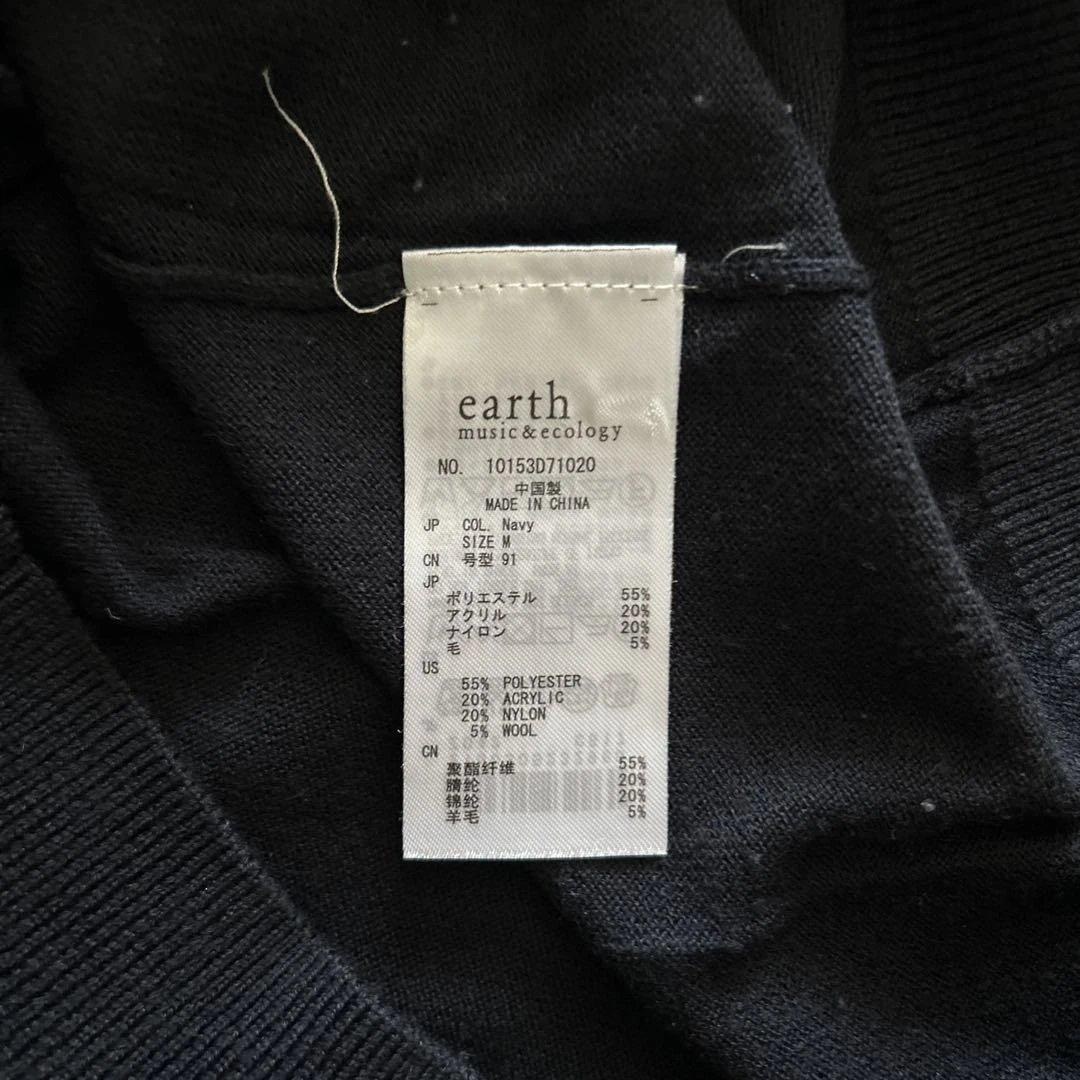 earth
music&ecology
NO. 10153D71020
中国製
MADE IN CHINA
JP COL. Navy
SIZE M
CN 号型 91
JP
ポリエステル 55%
アクリル 20%
ナイロン 20%
毛 5%
US
55% POLYESTER
20% ACRYLIC
20% NYLON
5% WOOL
CN
聚酯纤维 55%
腈纶 20%
锦纶 20%
羊毛 5%